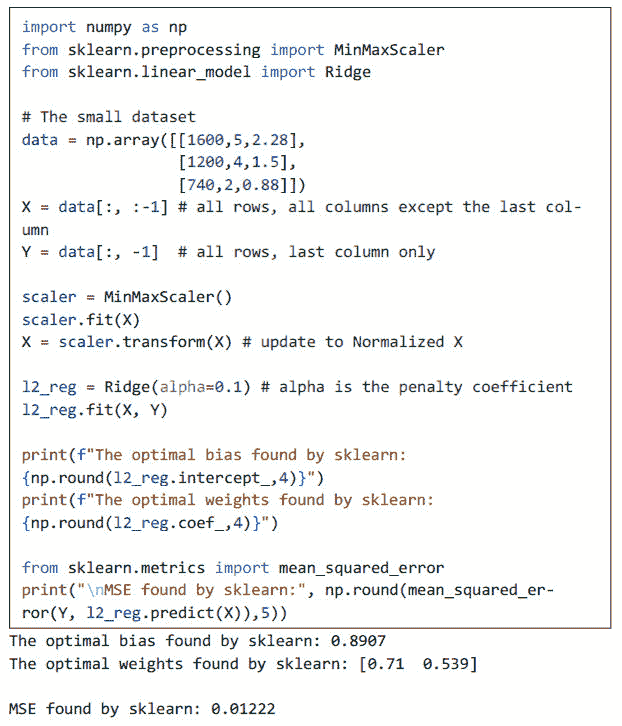 import numpy as np
from sklearn.preprocessing import MinMaxScaler
from sklearn.linear_model import Ridge

# The small dataset
data = np.array([[1600,5,2.28],
                 [1200,4,1.5],
                 [740,2,0.88]])
X = data[:, :-1] # all rows, all columns except the last col-
umn
Y = data[:, -1]  # all rows, last column only

scaler = MinMaxScaler()
scaler.fit(X)
X = scaler.transform(X) # update to Normalized X

l2_reg = Ridge(alpha=0.1) # alpha is the penalty coefficient
l2_reg.fit(X, Y)

print(f"The optimal bias found by sklearn:
{np.round(l2_reg.intercept_,4)}")
print(f"The optimal weights found by sklearn:
{np.round(l2_reg.coef_,4)}")

from sklearn.metrics import mean_squared_error
print("\nMSE found by sklearn:", np.round(mean_squared_er-
ror(Y, l2_reg.predict(X)),5))
The optimal bias found by sklearn: 0.8907
The optimal weights found by sklearn: [0.71  0.539]

MSE found by sklearn: 0.01222